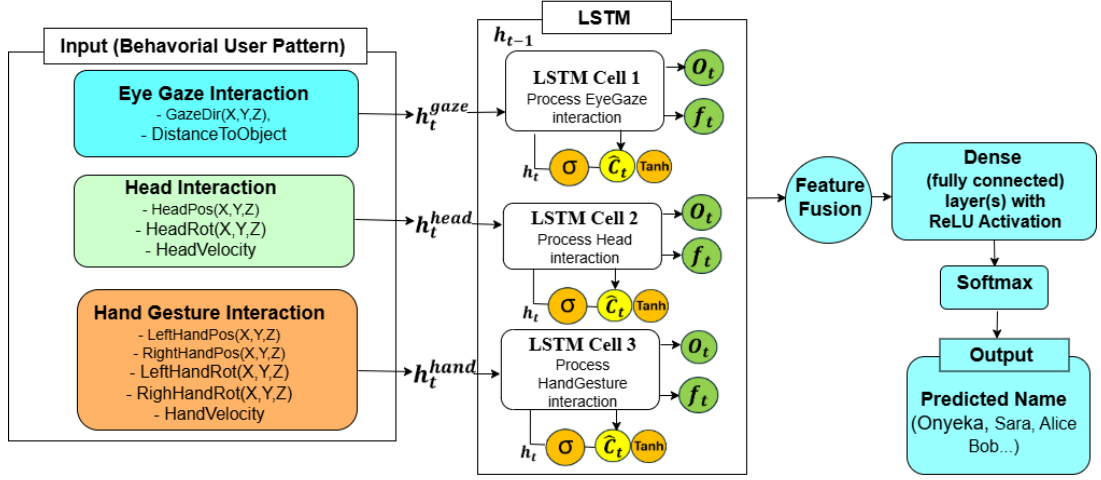 Input (Behavorial User Pattern)
Eye Gaze Interaction
- GazeDir(X,Y,Z),
- DistanceToObject
Head Interaction
- HeadPos(X,Y,Z)
- HeadRot(X,Y,Z)
- HeadVelocity
Hand Gesture Interaction
- LeftHandPos(X,Y,Z)
- RightHandPos(X,Y,Z)
- LeftHandRot(X,Y,Z)
- RighHandRot(X,Y,Z)
- HandVelocity
h_t^{gaze}
h_t^{head}
h_t^{hand}
LSTM
h_{t-1}
LSTM Cell 1
Process EyeGaze
interaction
O_t
f_t
h_t
σ
Ĉ_t
Tanh
LSTM Cell 2
Process Head
interaction
O_t
f_t
h_t
σ
Ĉ_t
Tanh
LSTM Cell 3
Process
HandGesture
interaction
O_t
f_t
h_t
σ
Ĉ_t
Tanh
Feature
Fusion
Dense
(fully connected)
layer(s) with
ReLU Activation
Softmax
Output
Predicted Name
(Onyeka, Sara, Alice
Bob...)